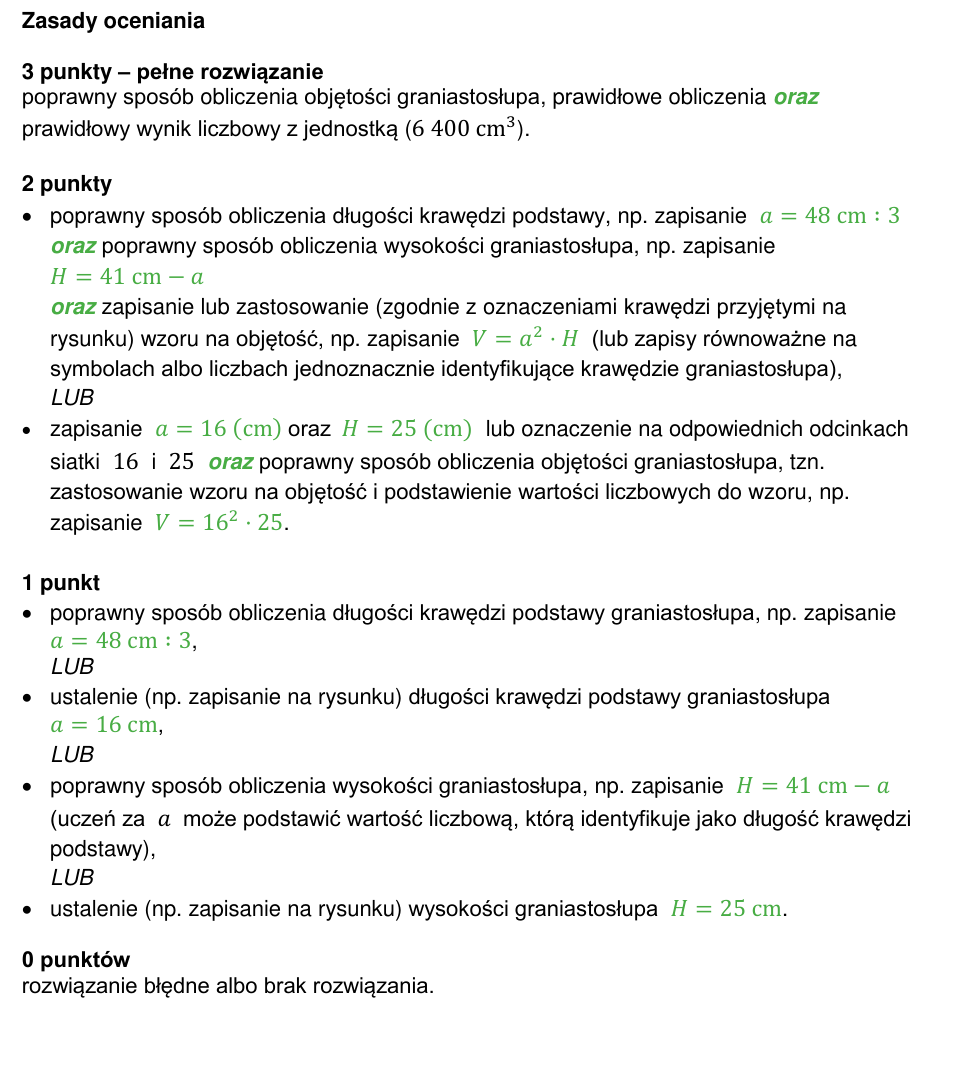 Zasady oceniania
3 punkty – pełne rozwiązanie
poprawny sposób obliczenia objętości graniastosłupa, prawidłowe obliczenia oraz
prawidłowy wynik liczbowy z jednostką (6 400 cm³).
2 punkty
• poprawny sposób obliczenia długości krawędzi podstawy, np. zapisanie a = 48 cm : 3
oraz poprawny sposób obliczenia wysokości graniastosłupa, np. zapisanie
H = 41 cm − a
oraz zapisanie lub zastosowanie (zgodnie z oznaczeniami krawędzi przyjętymi na
rysunku) wzoru na objętość, np. zapisanie V = a² · H (lub zapisy równoważne na
symbolach albo liczbach jednoznacznie identyfikujące krawędzie graniastosłupa),
LUB
• zapisanie a = 16 (cm) oraz H = 25 (cm) lub oznaczenie na odpowiednich odcinkach
siatki 16 i 25 oraz poprawny sposób obliczenia objętości graniastosłupa, tzn.
zastosowanie wzoru na objętość i podstawienie wartości liczbowych do wzoru, np.
zapisanie V = 16² · 25.
1 punkt
• poprawny sposób obliczenia długości krawędzi podstawy graniastosłupa, np. zapisanie
a = 48 cm : 3,
LUB
• ustalenie (np. zapisanie na rysunku) długości krawędzi podstawy graniastosłupa
a = 16 cm,
LUB
• poprawny sposób obliczenia wysokości graniastosłupa, np. zapisanie H = 41 cm − a
(uczeń za a może podstawić wartość liczbową, którą identyfikuje jako długość krawędzi
podstawy),
LUB
• ustalenie (np. zapisanie na rysunku) wysokości graniastosłupa H = 25 cm.
0 punktów
rozwiązanie błędne albo brak rozwiązania.